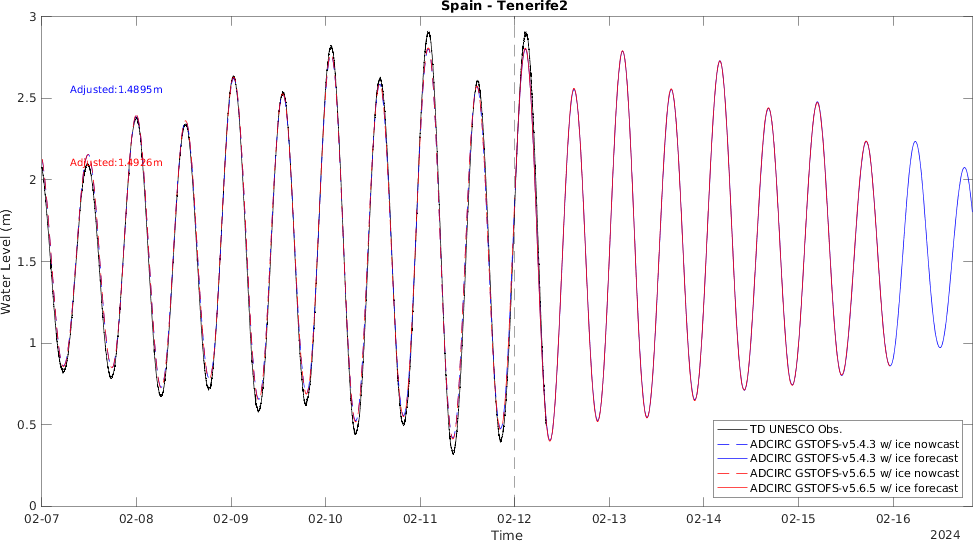 Spain - Tenerife2
3
2.5
2
1.5
1
0.5
0
Water Level (m)
Adjusted:1.4895m
Adjusted:1.4926m
TD UNESCO Obs.
ADCIRC GSTOFS-v5.4.3 w/ ice nowcast
ADCIRC GSTOFS-v5.4.3 w/ ice forecast
ADCIRC GSTOFS-v5.6.5 w/ ice nowcast
ADCIRC GSTOFS-v5.6.5 w/ ice forecast
02-07 02-08 02-09 02-10 02-11 02-12 02-13 02-14 02-15 02-16
Time
2024